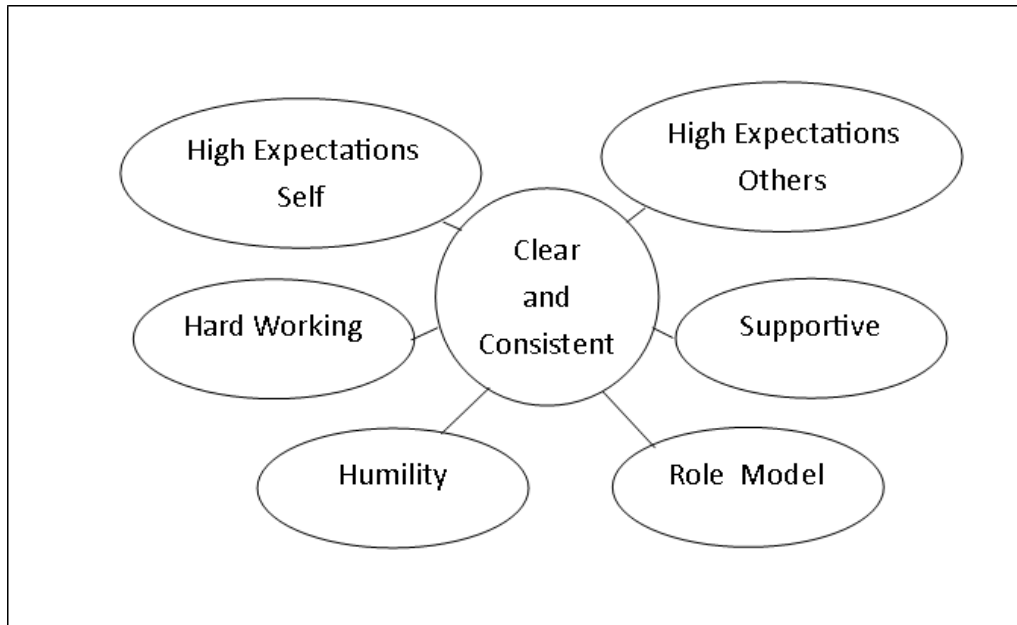 High Expectations
Self
High Expectations
Others
Clear
and
Consistent
Hard Working
Supportive
Humility
Role Model